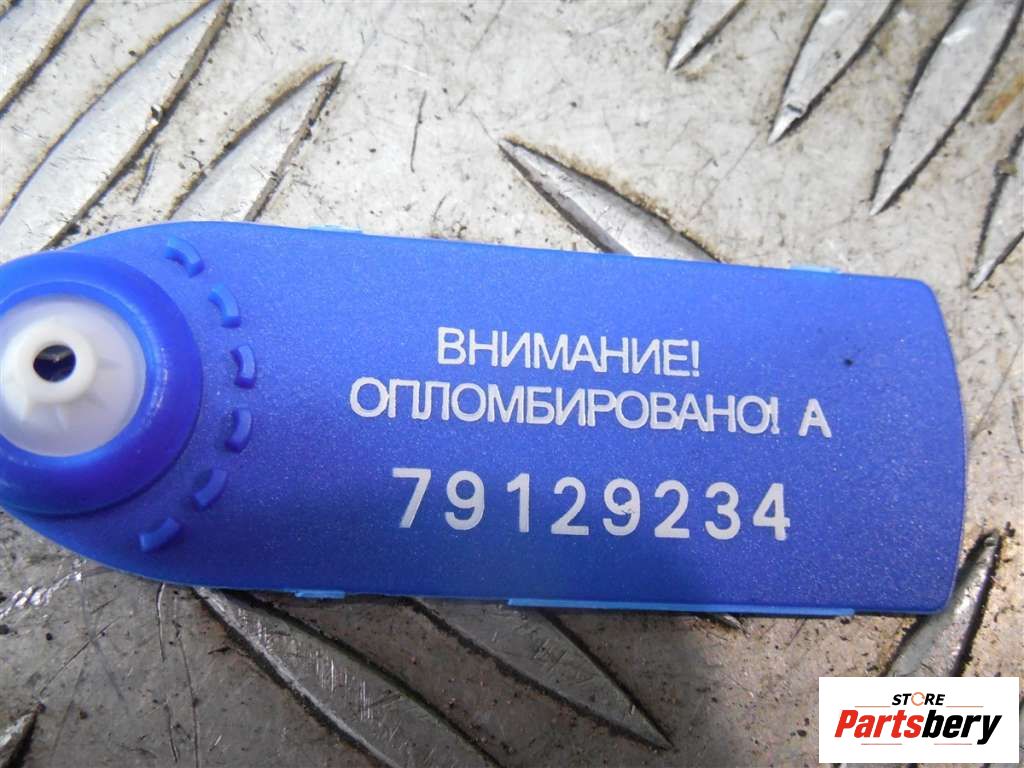 ВНИМАНИЕ!
ОПЛОМБИРОВАНО! А
79129234
STORE
Partsbery